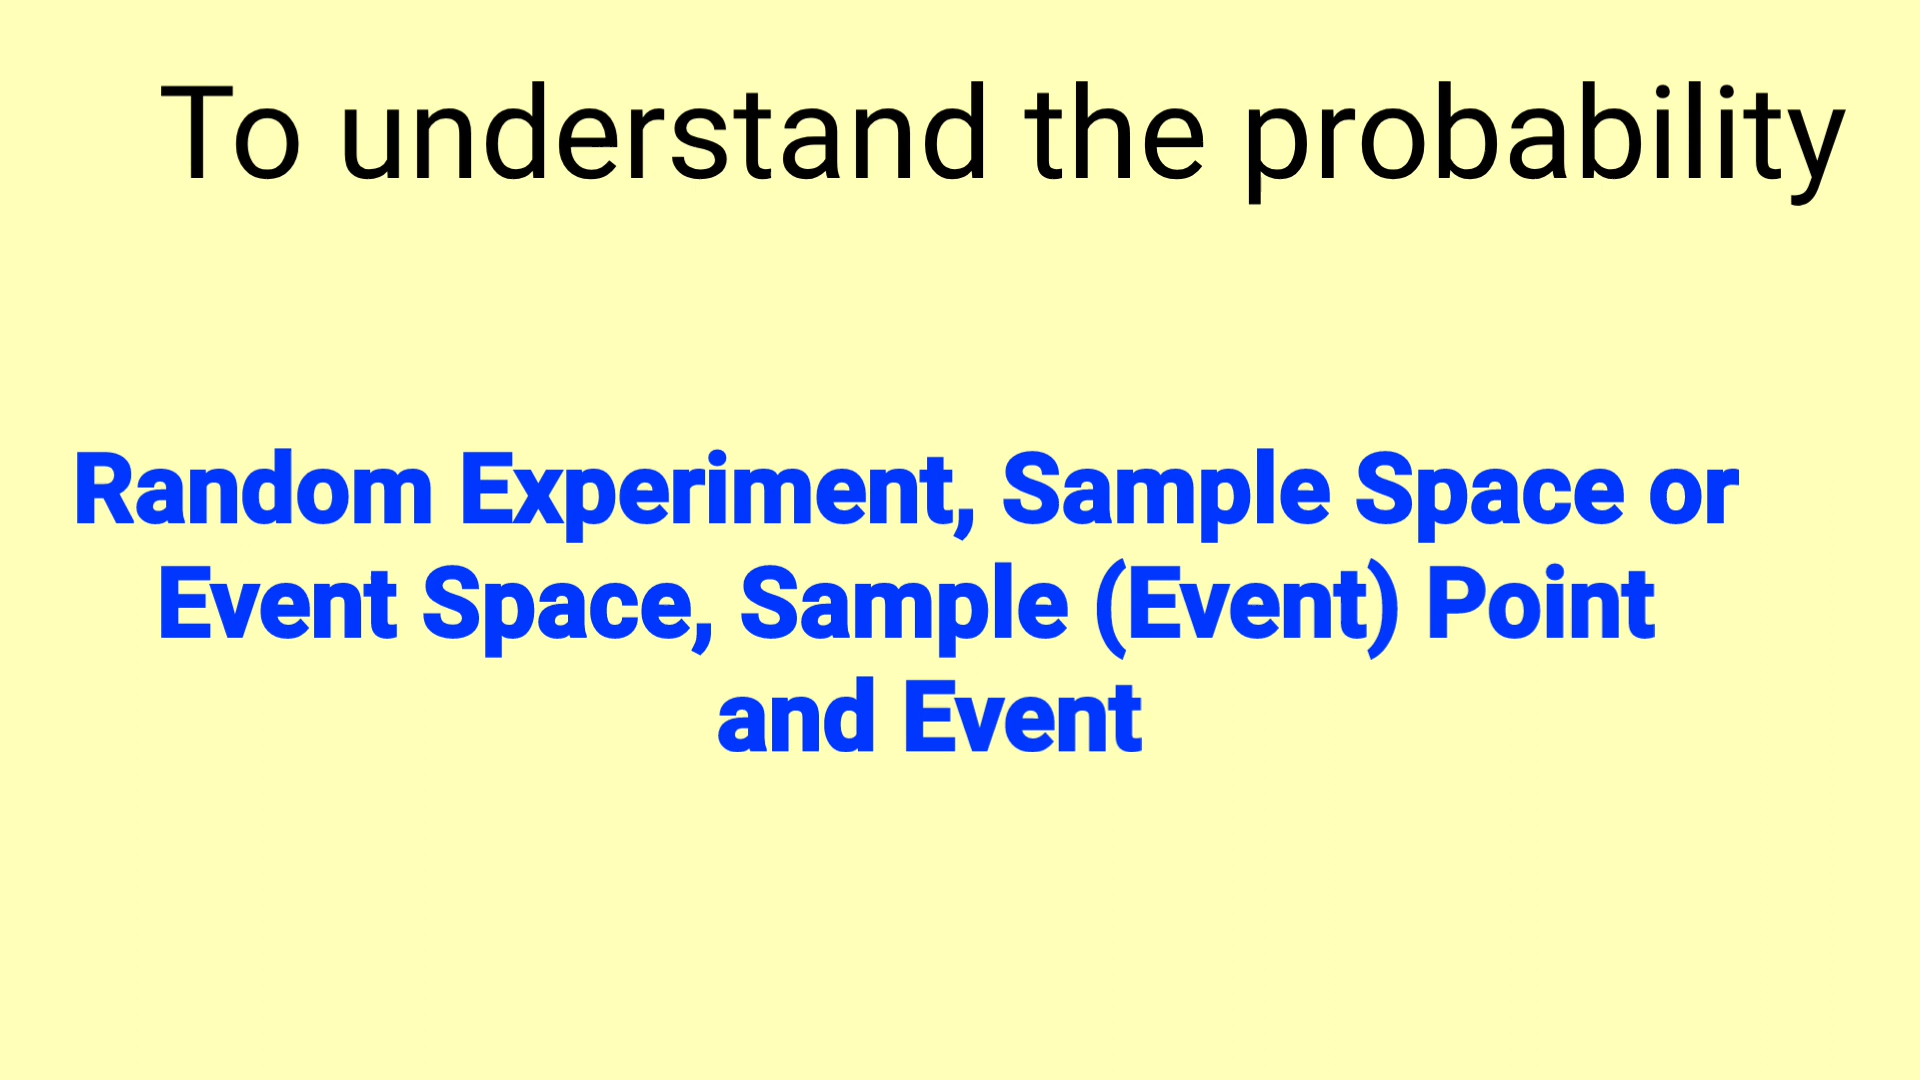 To understand the probability
Random Experiment, Sample Space or
Event Space, Sample (Event) Point
and Event